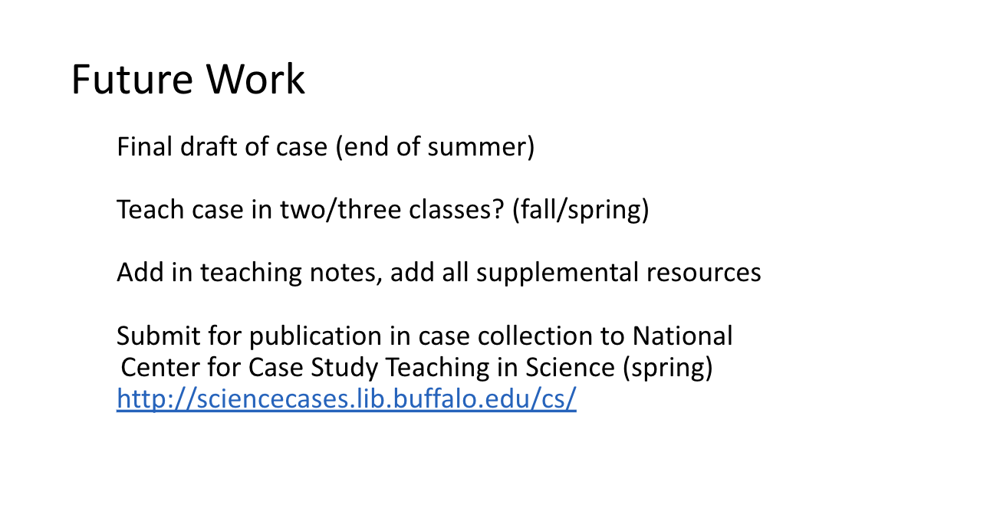 Future Work
Final draft of case (end of summer)
Teach case in two/three classes? (fall/spring)
Add in teaching notes, add all supplemental resources
Submit for publication in case collection to National
Center for Case Study Teaching in Science (spring)
http://sciencecases.lib.buffalo.edu/cs/